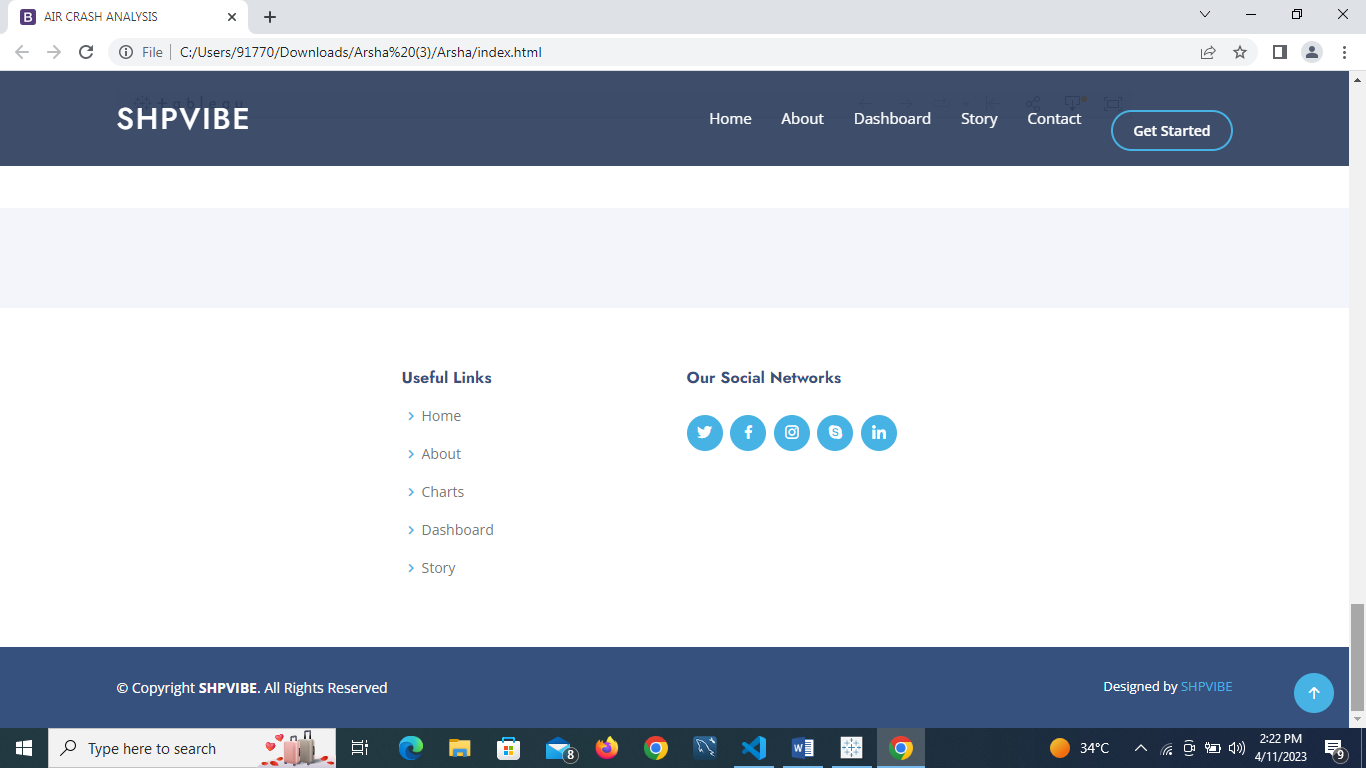 AIR CRASH ANALYSIS
File
C:/Users/91770/Downloads/Arsha%20(3)/Arsha/index.html
tableau
SHPVIBE
Home About Dashboard Story Contact Get Started
Useful Links
Home
About
Charts
Dashboard
Story
Our Social Networks
© Copyright SHPVIBE. All Rights Reserved
Designed by SHPVIBE
Type here to search
8
34°C
2:22 PM
4/11/2023
9